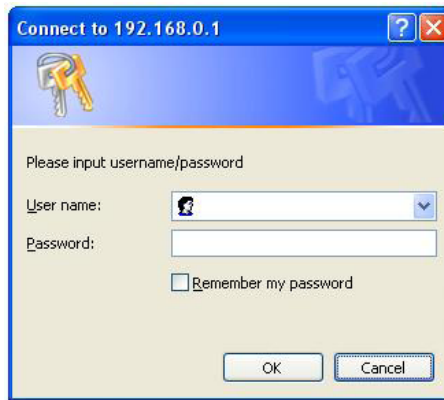 Connect to 192.168.0.1
?
Please input username/password
User name:
Password:
Remember my password
OK Cancel